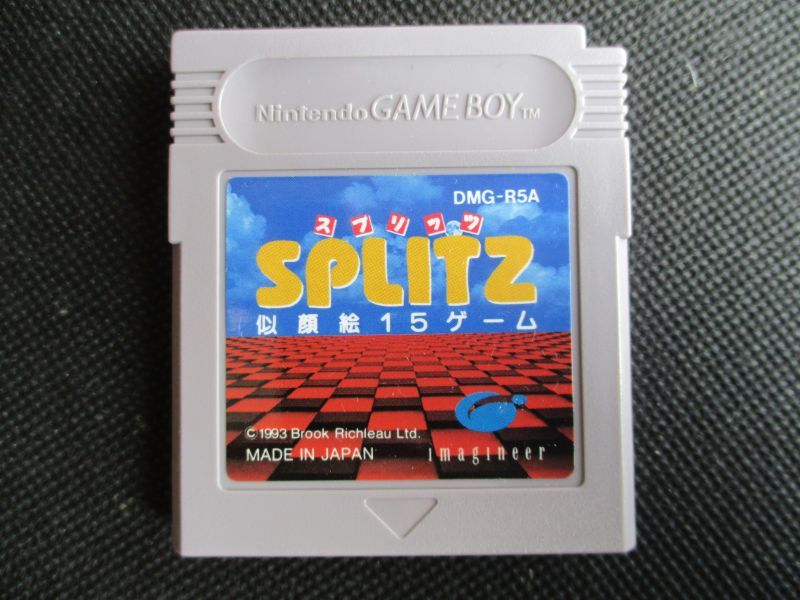 Nintendo GAME BOY TM
DMG-R5A
スプリッツ
SPLITZ
似顔絵15ゲーム
© 1993 Brook Richleau Ltd.
MADE IN JAPAN
imagineer